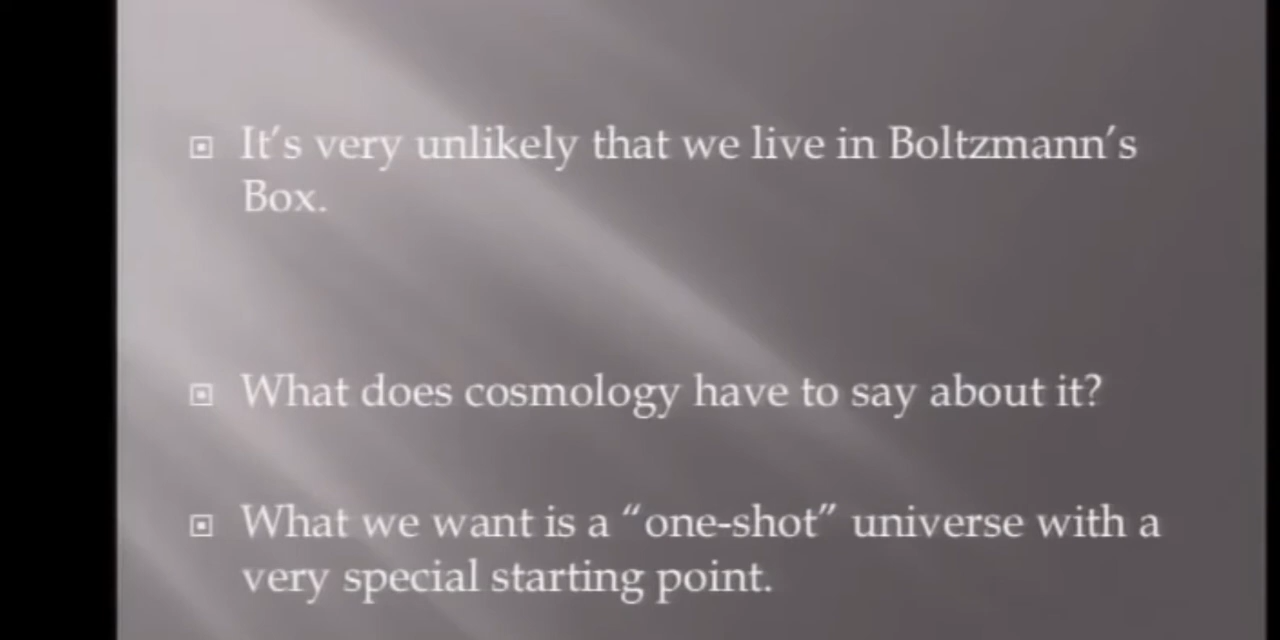 It's very unlikely that we live in Boltzmann's
Box.
What does cosmology have to say about it?
What we want is a “one-shot” universe with a
very special starting point.